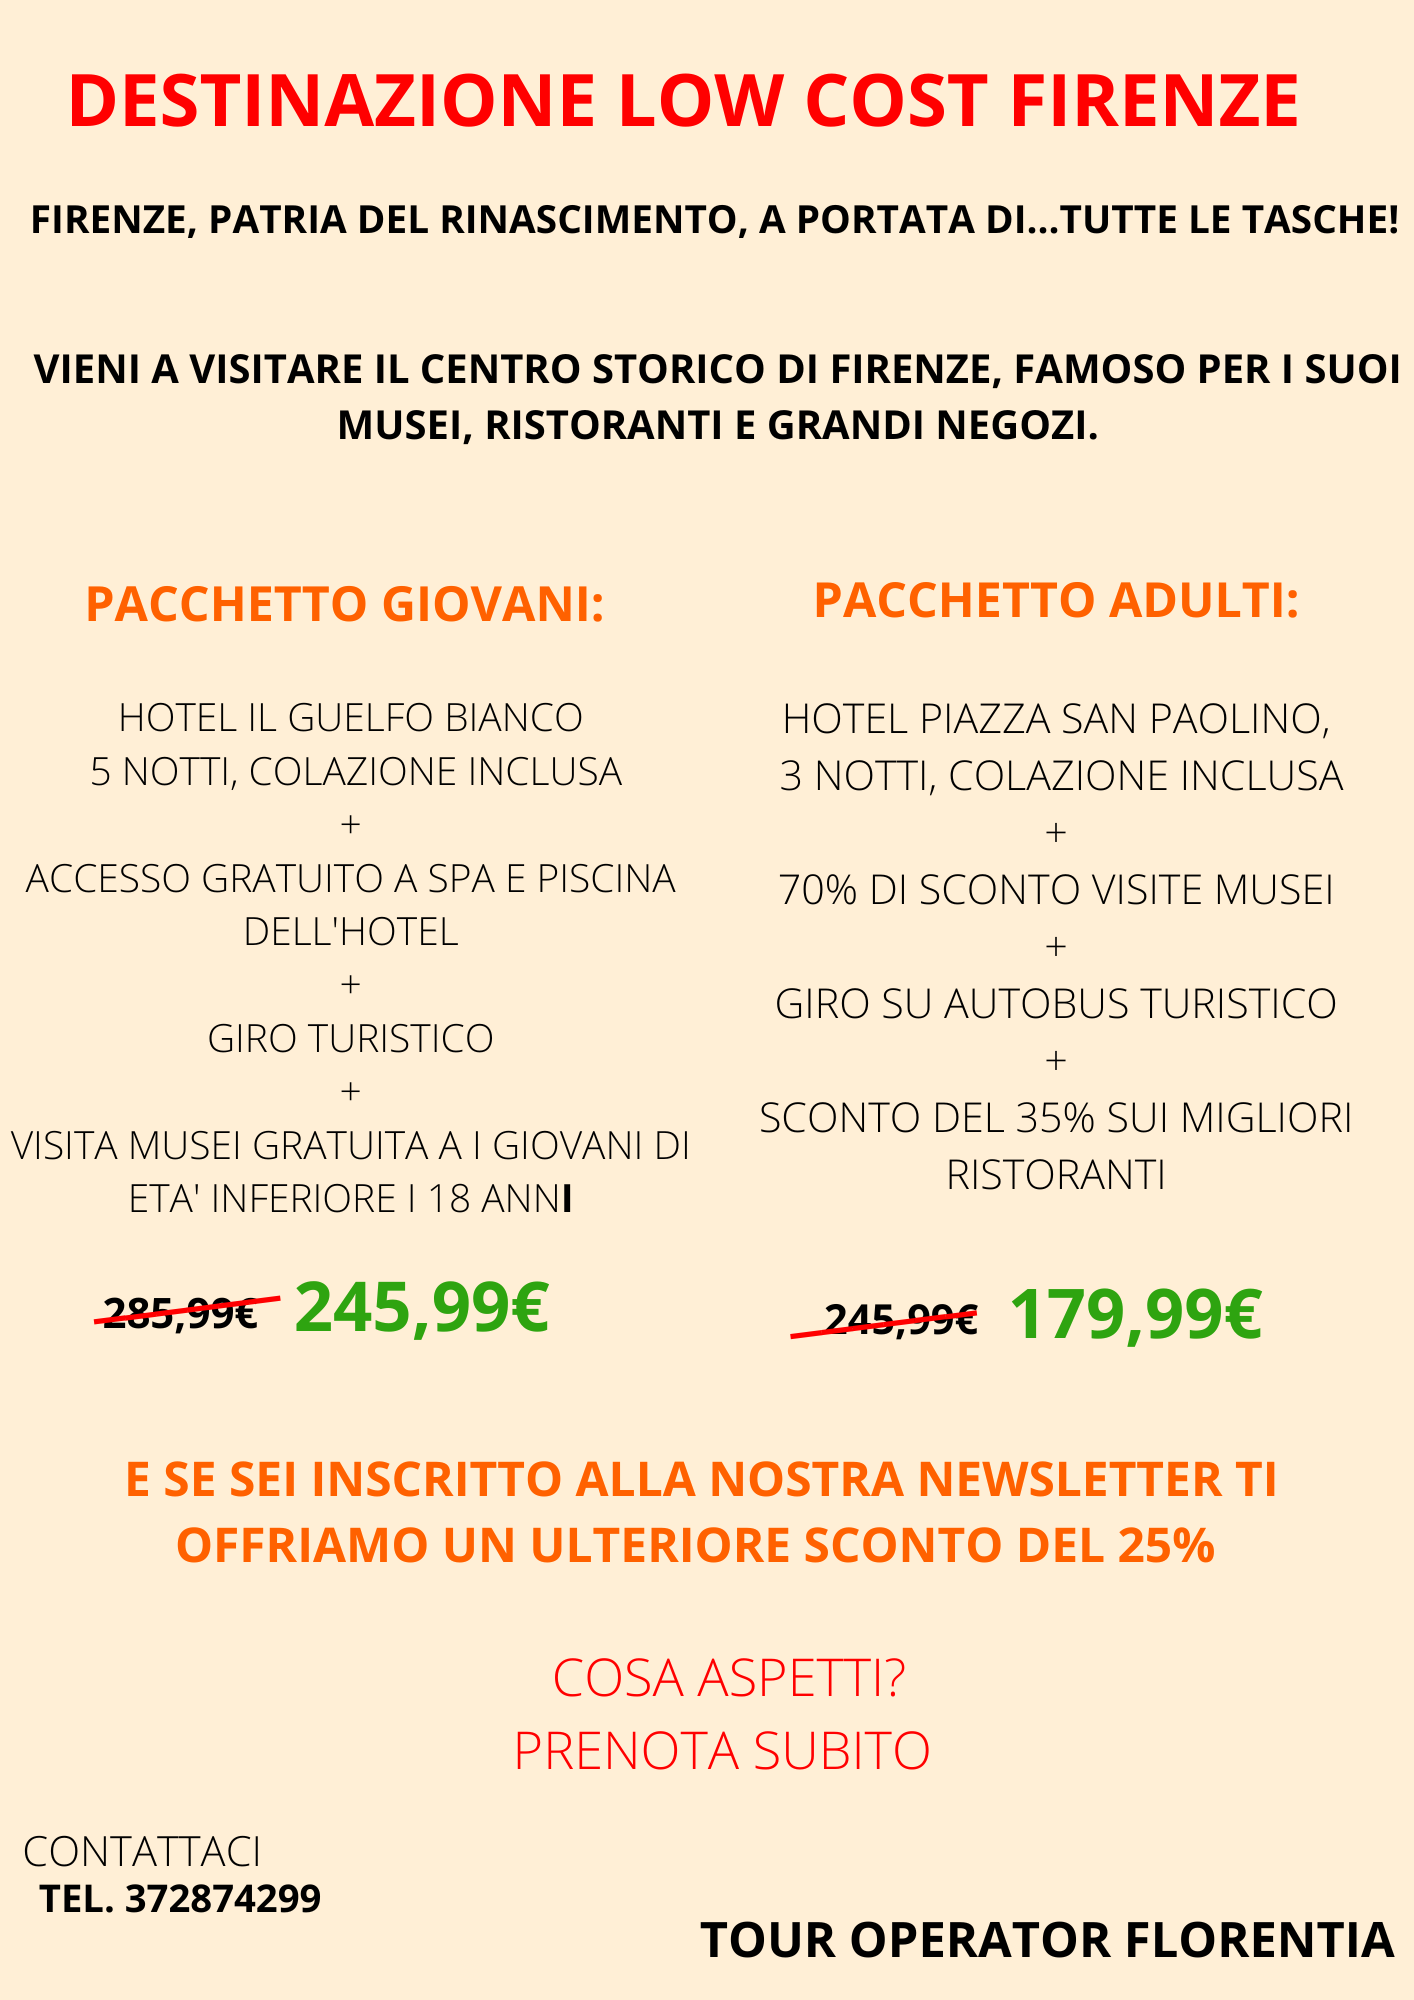 DESTINAZIONE LOW COST FIRENZE
FIRENZE, PATRIA DEL RINASCIMENTO, A PORTATA DI...TUTTE LE TASCHE!
VIENI A VISITARE IL CENTRO STORICO DI FIRENZE, FAMOSO PER I SUOI
MUSEI, RISTORANTI E GRANDI NEGOZI.
PACCHETTO GIOVANI:
HOTEL IL GUELFO BIANCO
5 NOTTI, COLAZIONE INCLUSA
+
ACCESSO GRATUITO A SPA E PISCINA
DELL'HOTEL
+
GIRO TURISTICO
+
VISITA MUSEI GRATUITA A I GIOVANI DI
ETA' INFERIORE I 18 ANNI
285,99€ 245,99€
PACCHETTO ADULTI:
HOTEL PIAZZA SAN PAOLINO,
3 NOTTI, COLAZIONE INCLUSA
+
70% DI SCONTO VISITE MUSEI
+
GIRO SU AUTOBUS TURISTICO
+
SCONTO DEL 35% SUI MIGLIORI
RISTORANTI
245,99€ 179,99€
E SE SEI INSCRITTO ALLA NOSTRA NEWSLETTER TI
OFFRIAMO UN ULTERIORE SCONTO DEL 25%
COSA ASPETTI?
PRENOTA SUBITO
CONTATTACI
TEL. 372874299
TOUR OPERATOR FLORENTIA